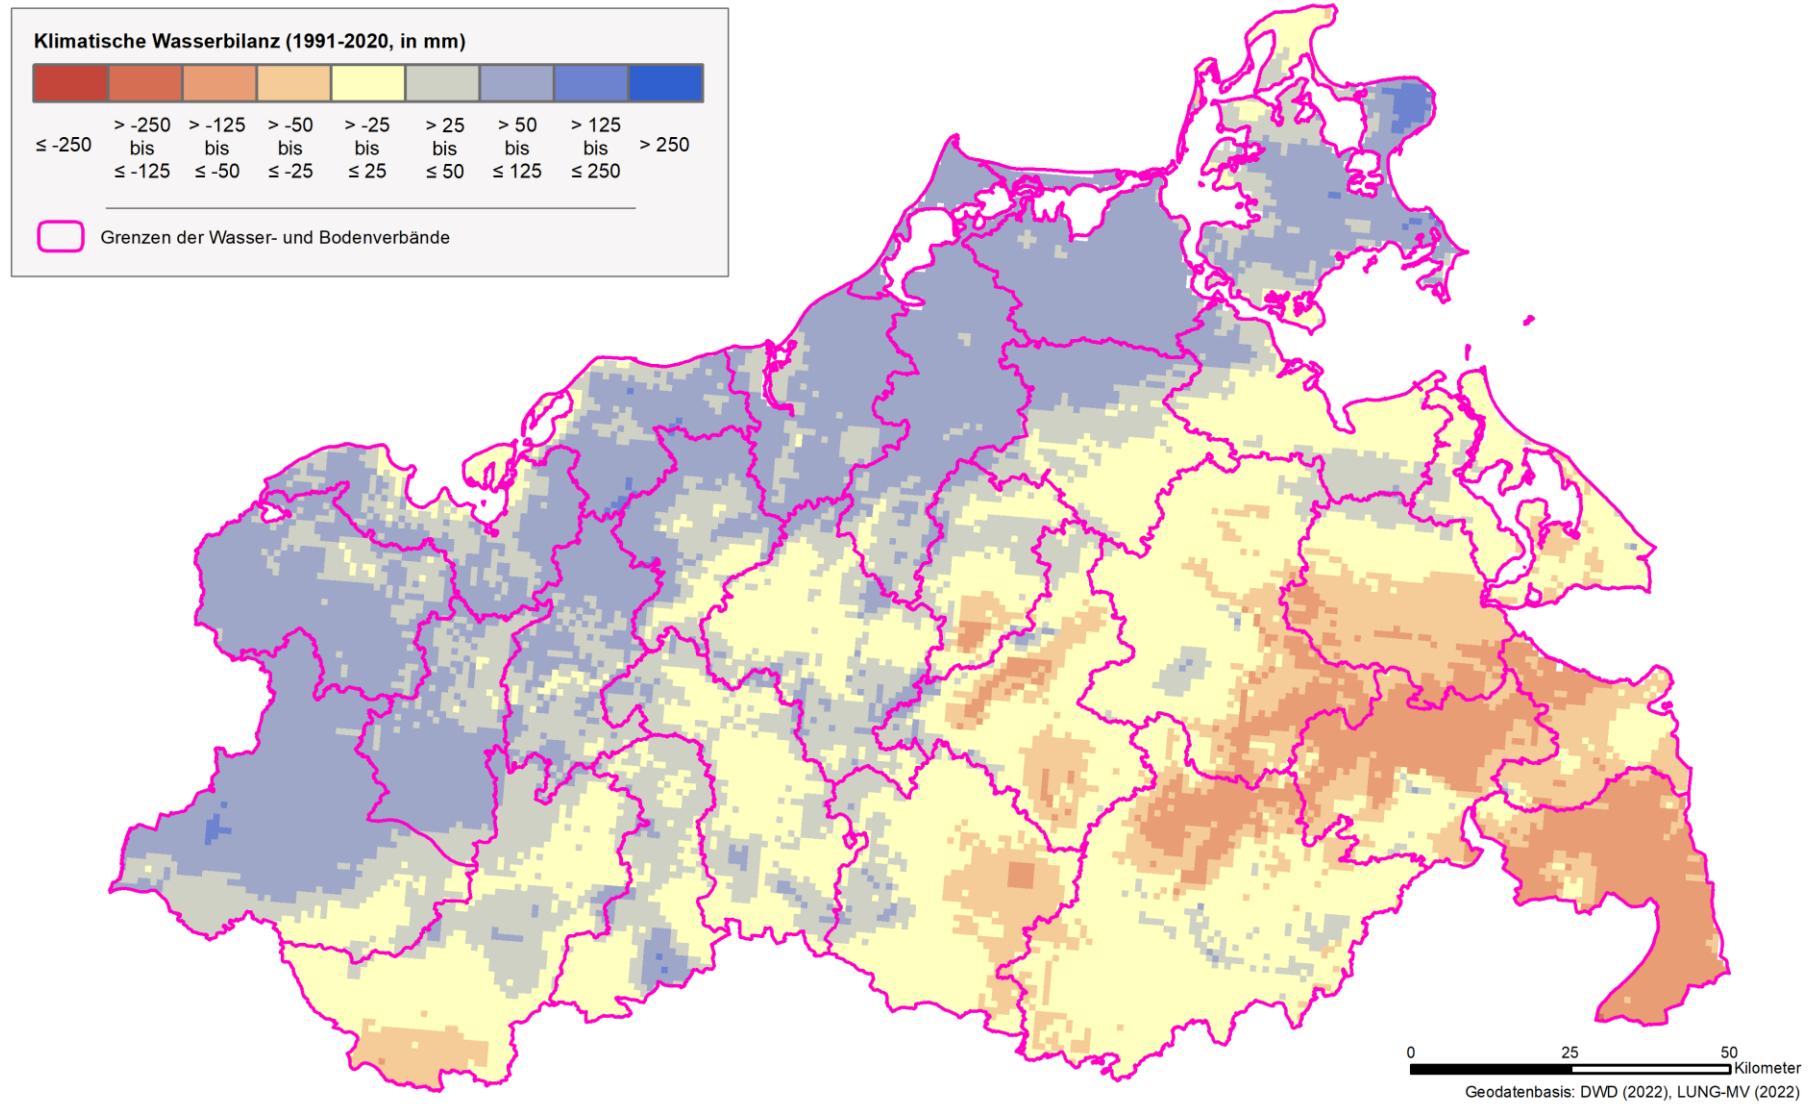 Klimatische Wasserbilanz (1991-2020, in mm)
≤ -250
> -250 bis ≤ -125
> -125 bis ≤ -50
> -50 bis ≤ -25
> -25 bis ≤ 25
> 25 bis ≤ 50
> 50 bis ≤ 125
> 125 bis ≤ 250
> 250
Grenzen der Wasser- und Bodenverbände
0 25 50
Kilometer
Geodatenbasis: DWD (2022), LUNG-MV (2022)